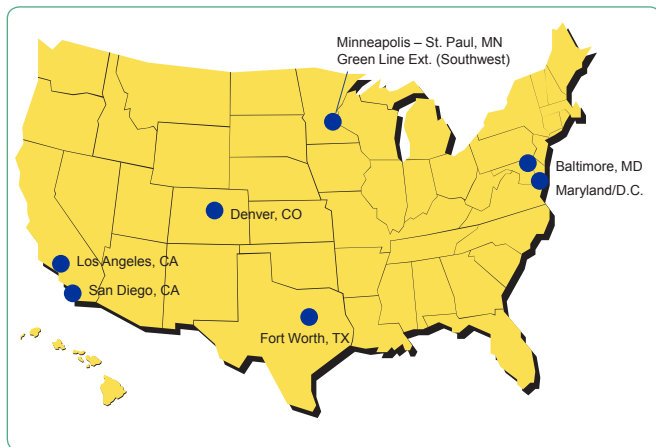 Minneapolis – St. Paul, MN
Green Line Ext. (Southwest)
Baltimore, MD
Maryland/D.C.
Denver, CO
Los Angeles, CA
San Diego, CA
Fort Worth, TX